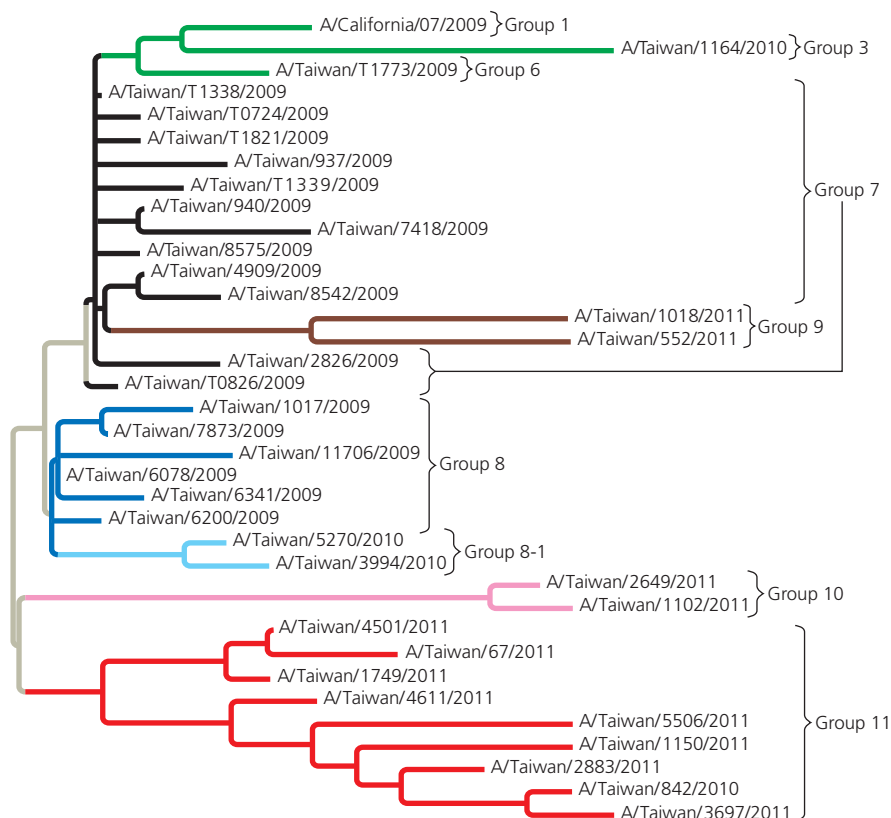 A/California/07/2009 Group 1
A/Taiwan/1164/2010 Group 3
A/Taiwan/T1773/2009 Group 6
A/Taiwan/T1338/2009
A/Taiwan/T0724/2009
A/Taiwan/T1821/2009
A/Taiwan/937/2009
A/Taiwan/T1339/2009
Group 7
A/Taiwan/940/2009
A/Taiwan/7418/2009
A/Taiwan/8575/2009
A/Taiwan/4909/2009
A/Taiwan/8542/2009
A/Taiwan/1018/2011
Group 9
A/Taiwan/552/2011
A/Taiwan/2826/2009
A/Taiwan/T0826/2009
A/Taiwan/1017/2009
A/Taiwan/7873/2009
A/Taiwan/11706/2009
Group 8
A/Taiwan/6078/2009
A/Taiwan/6341/2009
A/Taiwan/6200/2009
A/Taiwan/5270/2010
Group 8-1
A/Taiwan/3994/2010
A/Taiwan/2649/2011
Group 10
A/Taiwan/1102/2011
A/Taiwan/4501/2011
A/Taiwan/67/2011
A/Taiwan/1749/2011
A/Taiwan/4611/2011
A/Taiwan/5506/2011
Group 11
A/Taiwan/1150/2011
A/Taiwan/2883/2011
A/Taiwan/842/2010
A/Taiwan/3697/2011